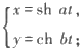 x = sh at,
y = ch bt;